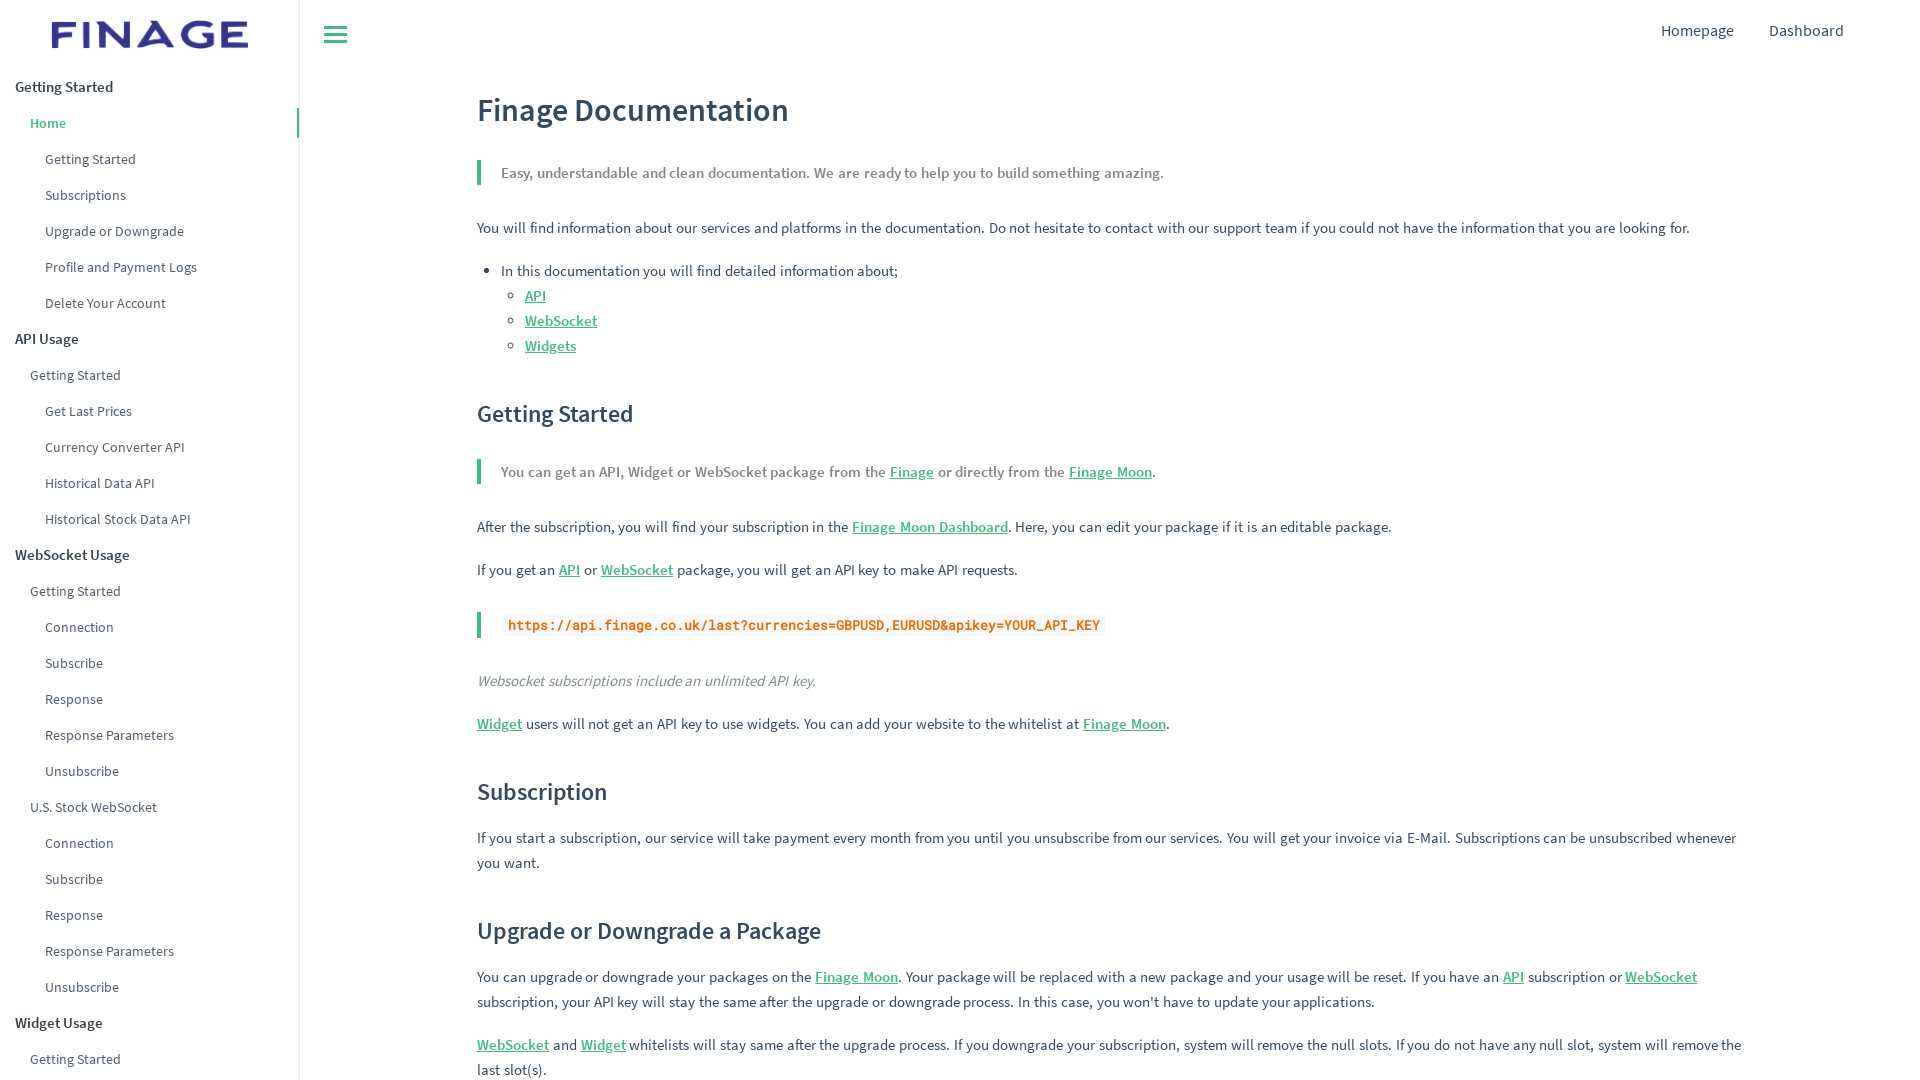 FINAGE
Getting Started
Home
Getting Started
Subscriptions
Upgrade or Downgrade
Profile and Payment Logs
Delete Your Account
API Usage
Getting Started
Get Last Prices
Currency Converter API
Historical Data API
Historical Stock Data API
WebSocket Usage
Getting Started
Connection
Subscribe
Response
Response Parameters
Unsubscribe
U.S. Stock WebSocket
Connection
Subscribe
Response
Response Parameters
Unsubscribe
Widget Usage
Getting Started
Homepage Dashboard
Finage Documentation
Easy, understandable and clean documentation. We are ready to help you to build something amazing.
You will find information about our services and platforms in the documentation. Do not hesitate to contact with our support team if you could not have the information that you are looking for.
In this documentation you will find detailed information about;
API
WebSocket
Widgets
Getting Started
You can get an API, Widget or WebSocket package from the Finage or directly from the Finage Moon.
After the subscription, you will find your subscription in the Finage Moon Dashboard. Here, you can edit your package if it is an editable package.
If you get an API or WebSocket package, you will get an API key to make API requests.
https://api.finage.co.uk/last?currencies=GBPUSD,EURUSD&apikey=YOUR_API_KEY
Websocket subscriptions include an unlimited API key.
Widget users will not get an API key to use widgets. You can add your website to the whitelist at Finage Moon.
Subscription
If you start a subscription, our service will take payment every month from you until you unsubscribe from our services. You will get your invoice via E-Mail. Subscriptions can be unsubscribed whenever
you want.
Upgrade or Downgrade a Package
You can upgrade or downgrade your packages on the Finage Moon. Your package will be replaced with a new package and your usage will be reset. If you have an API subscription or WebSocket
subscription, your API key will stay the same after the upgrade or downgrade process. In this case, you won't have to update your applications.
WebSocket and Widget whitelists will stay same after the upgrade process. If you downgrade your subscription, system will remove the null slots. If you do not have any null slot, system will remove the
last slot(s).